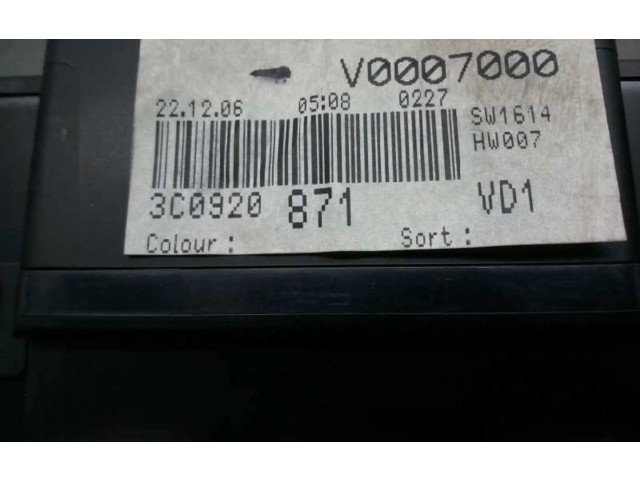 V0007000
22.12.06 05:08 0227 SW1614
HW007
3C0920 871 VD1
Colour : Sort :